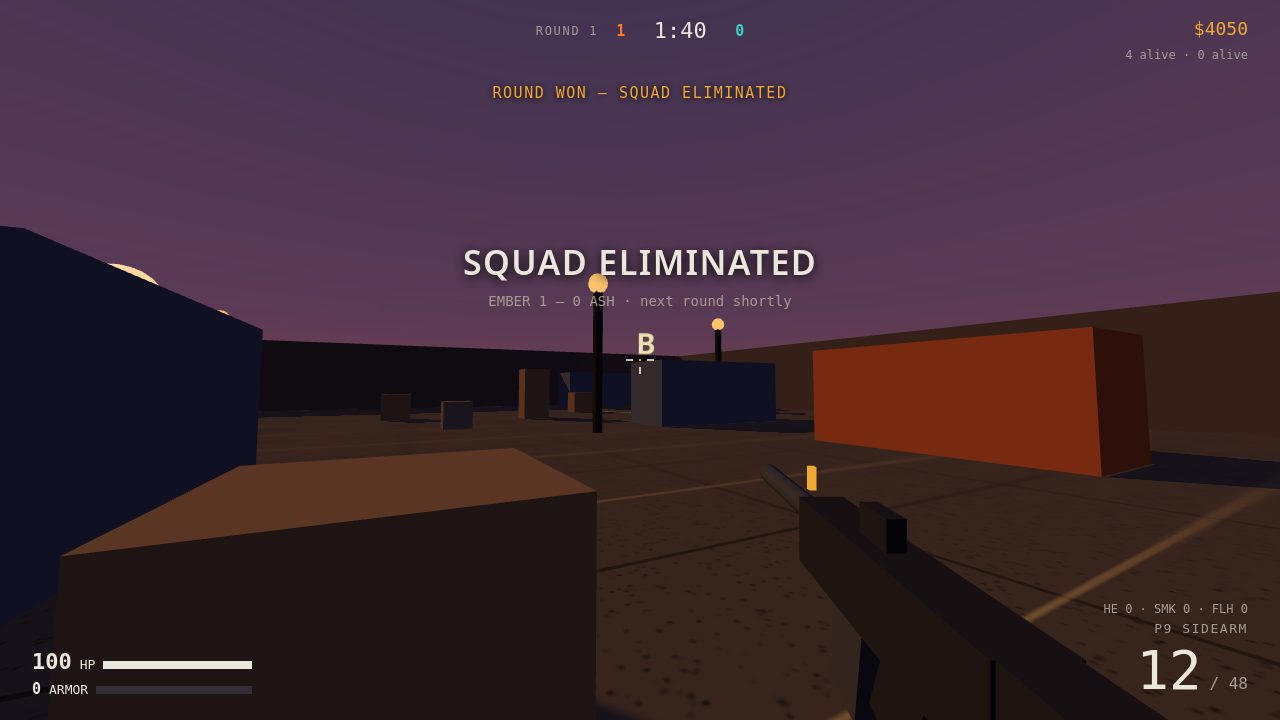 ROUND 1 1 1:40 0
$4050
4 alive · 0 alive
ROUND WON — SQUAD ELIMINATED
SQUAD ELIMINATED
EMBER 1 — 0 ASH · next round shortly
B
HE 0 · SMK 0 · FLH 0
P9 SIDEARM
12 / 48
100 HP
0 ARMOR